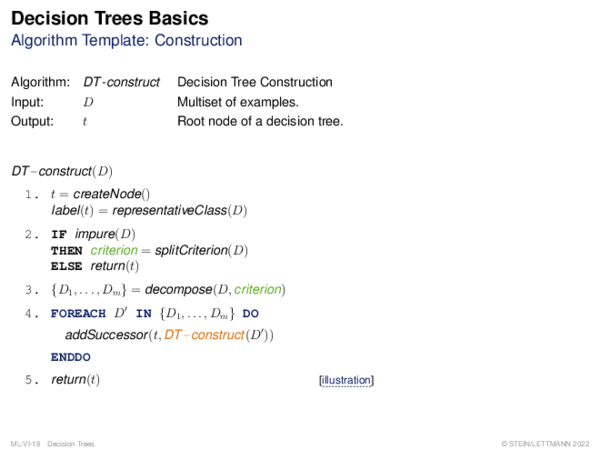 Decision Trees Basics
Algorithm Template: Construction
Algorithm: DT-construct Decision Tree Construction
Input: D Multiset of examples.
Output: t Root node of a decision tree.
DT-construct(D)
1. t = createNode()
label(t) = representativeClass(D)
2. IF impure(D)
THEN criterion = splitCriterion(D)
ELSE return(t)
3. {D₁, . . . , Dₘ} = decompose(D, criterion)
4. FOREACH D′ IN {D₁, . . . , Dₘ} DO
addSuccessor(t, DT-construct(D′))
ENDDO
5. return(t) [illustration]
ML:VI-18 Decision Trees © STEIN/LETTMANN 2022